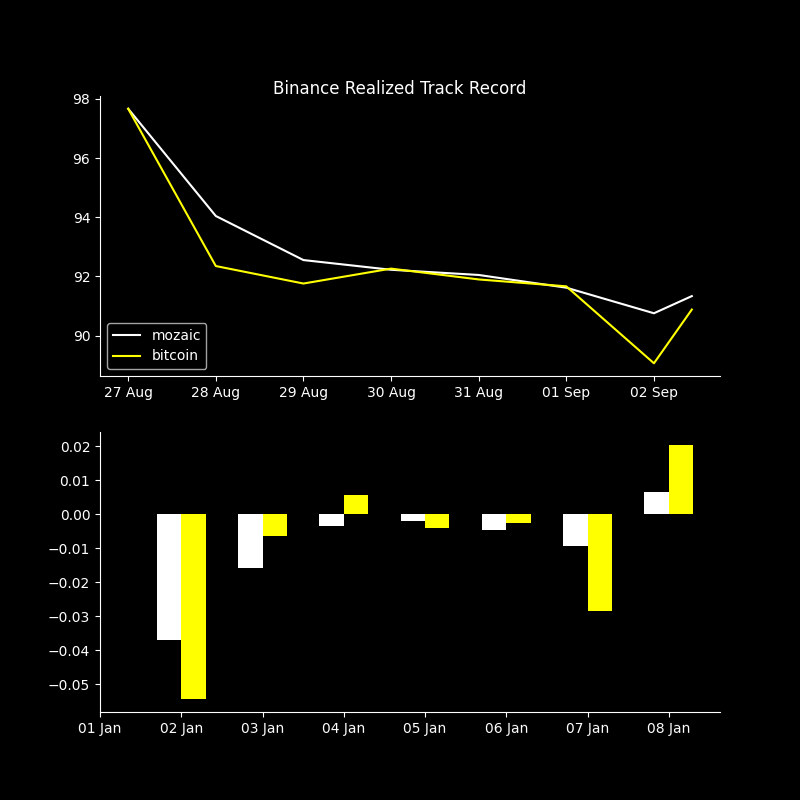 Binance Realized Track Record
98
96
94
92
90
mozaic
bitcoin
27 Aug 28 Aug 29 Aug 30 Aug 31 Aug 01 Sep 02 Sep
0.02
0.01
0.00
−0.01
−0.02
−0.03
−0.04
−0.05
01 Jan 02 Jan 03 Jan 04 Jan 05 Jan 06 Jan 07 Jan 08 Jan